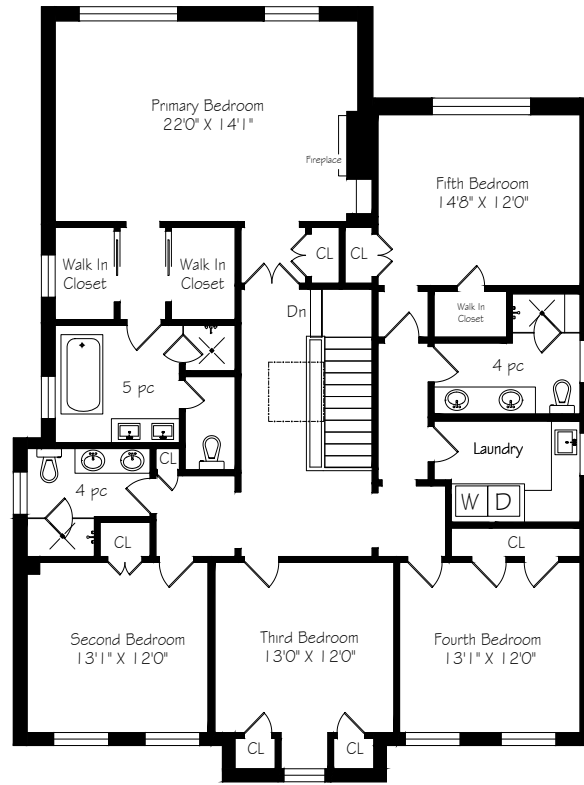 Primary Bedroom
22'0" X 14'1"
Fireplace
Fifth Bedroom
14'8" X 12'0"
Walk In
Closet
Walk In
Closet
CL
CL
Dn
Walk In
Closet
5 pc
4 pc
CL
Laundry
4 pc
W
D
CL
CL
Second Bedroom
13'1" X 12'0"
Third Bedroom
13'0" X 12'0"
Fourth Bedroom
13'1" X 12'0"
CL
CL